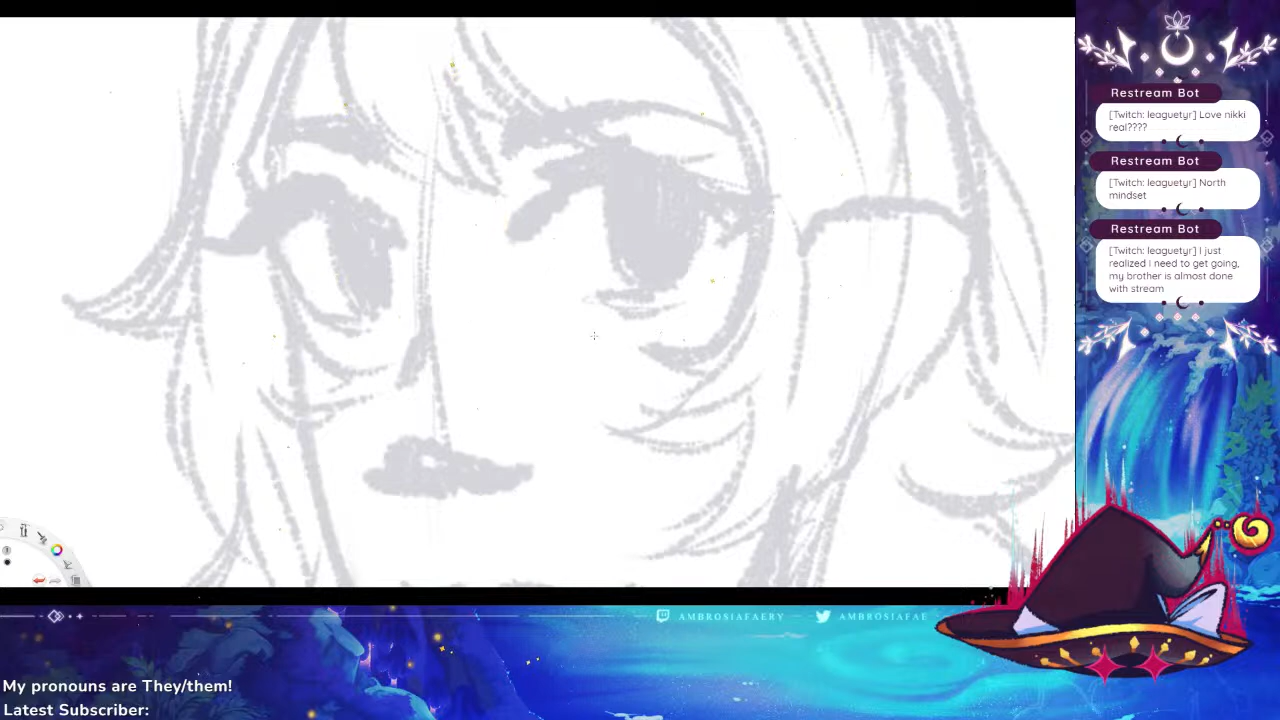 Restream Bot
[Twitch: leaguetyr] Love nikki
real????
Restream Bot
[Twitch: leaguetyr] North
mindset
Restream Bot
[Twitch: leaguetyr] I just
realized i need to get going,
my brother is almost done
with stream
AMBROSIAFAERY
AMBROSIAFAE
My pronouns are They/them!
Latest Subscriber: